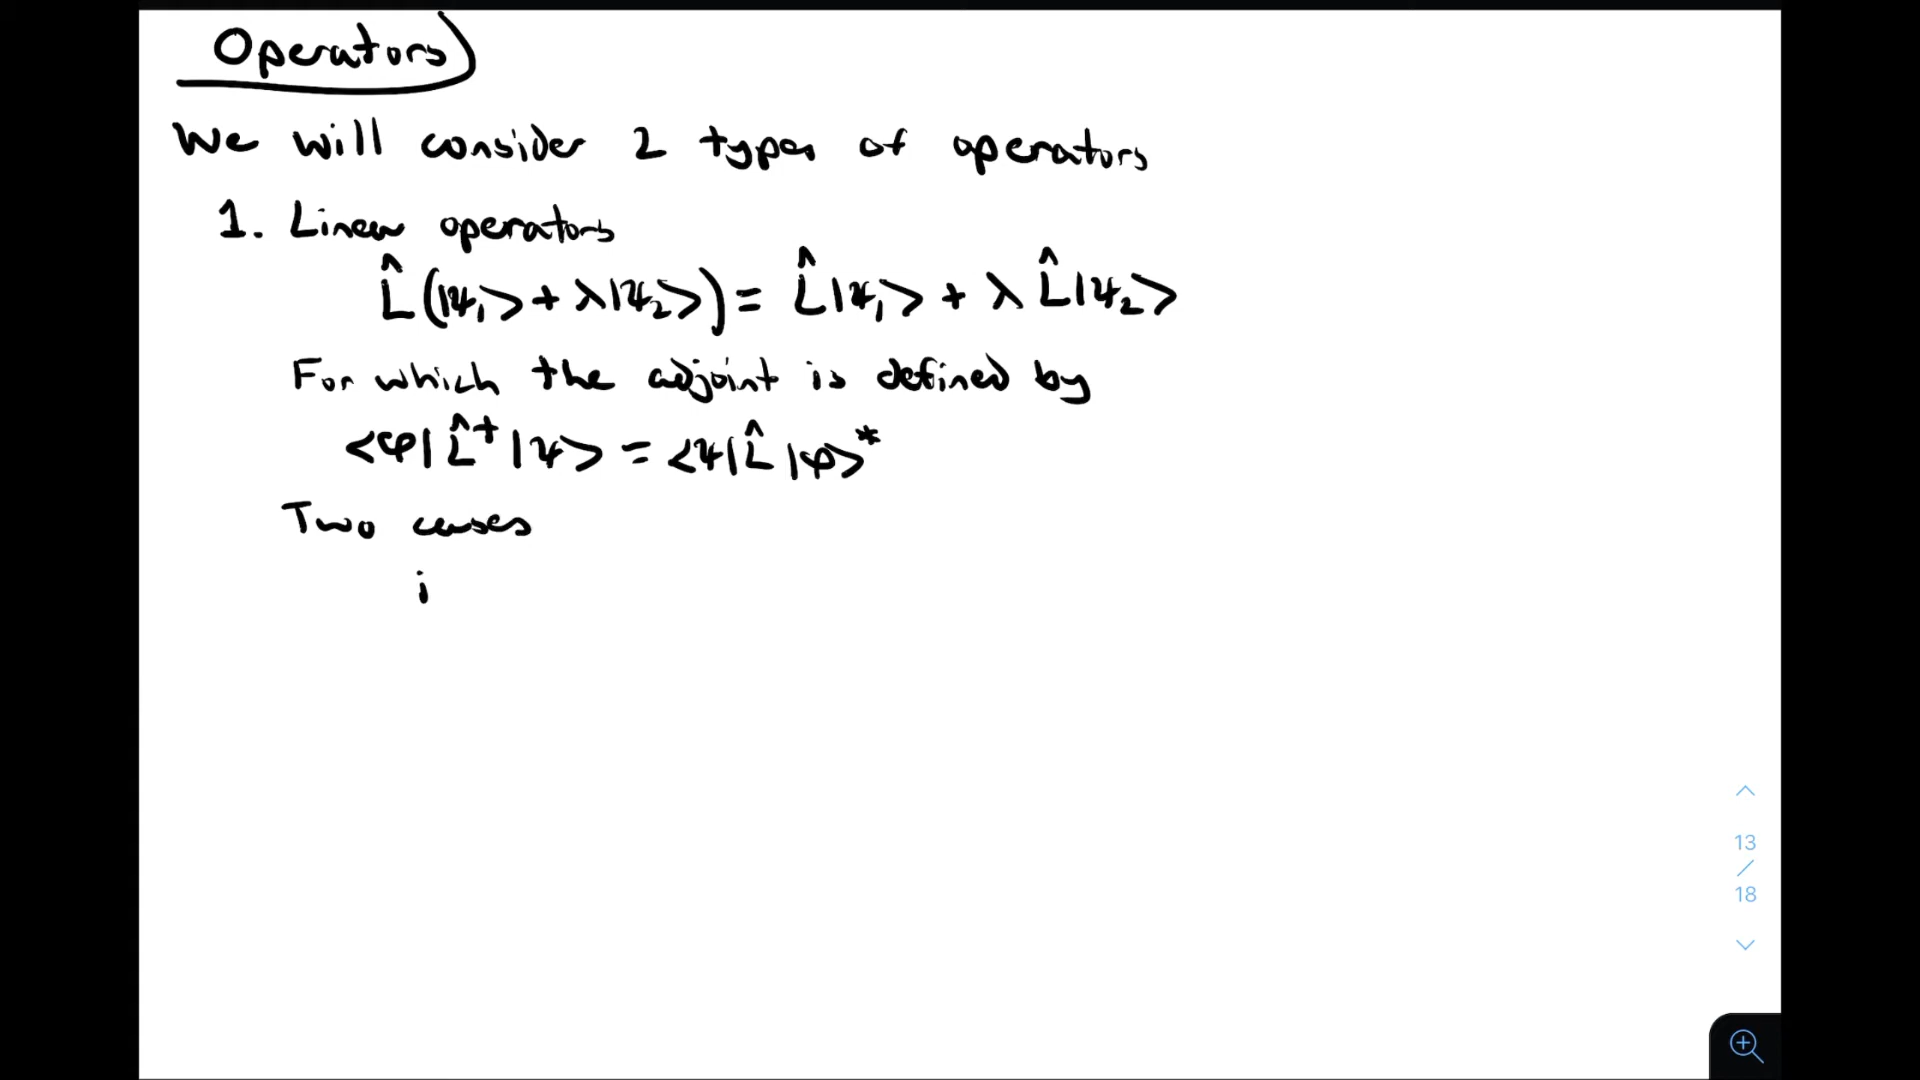 Operators
We will consider 2 types of operators
1. Linear operators
L̂(|ψ₁> + λ|ψ₂>) = L̂|ψ₁> + λ L̂|ψ₂>
For which the adjoint is defined by
<φ|L̂†|ψ> = <ψ|L̂|φ>*
Two cases
i
13
/
18